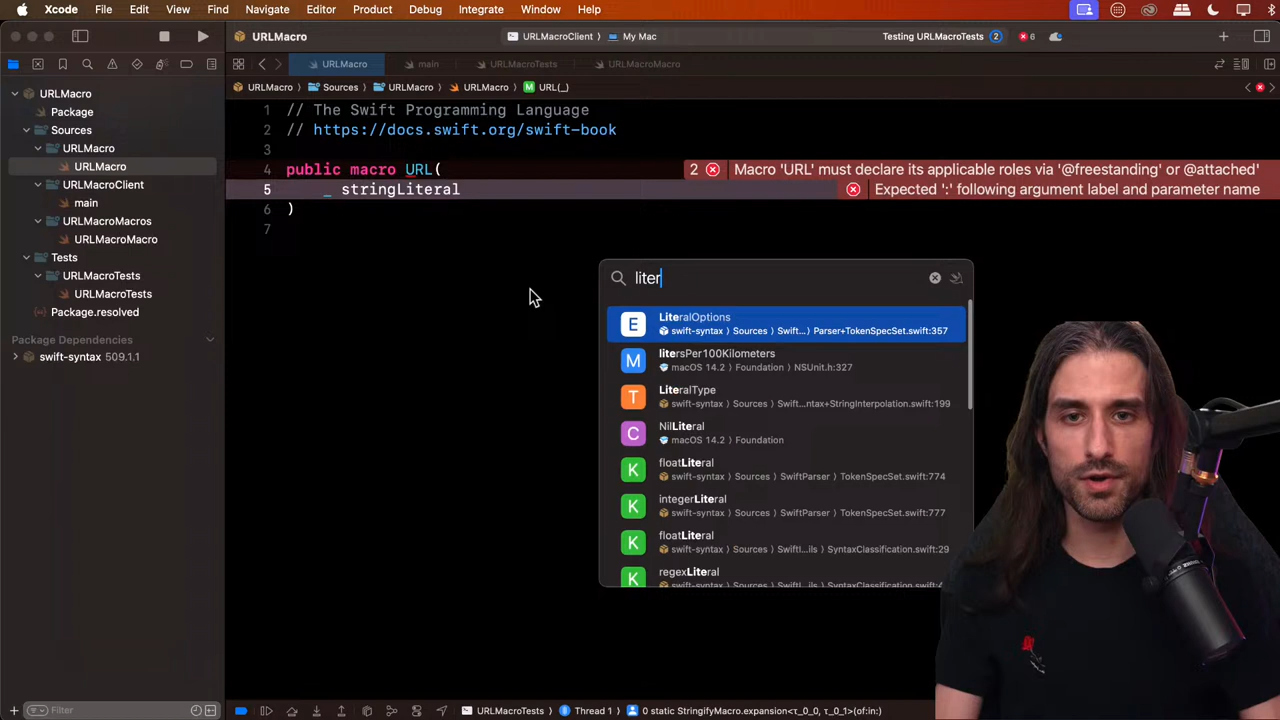 Xcode File Edit View Find Navigate Editor Product Debug Integrate Window Help
URLMacro
URLMacroClient 〉 My Mac
Testing URLMacroTests 2 6
URLMacro main URLMacroTests URLMacroMacro
URLMacro 〉 Sources 〉 URLMacro 〉 URLMacro 〉 M URL(_)
URLMacro
Package
Sources
URLMacro
URLMacro
URLMacroClient
main
URLMacroMacros
URLMacroMacro
Tests
URLMacroTests
URLMacroTests
Package.resolved
Package Dependencies
swift-syntax 509.1.1
Filter
1 // The Swift Programming Language
2 // https://docs.swift.org/swift-book
3
4 public macro URL( 2 Macro 'URL' must declare its applicable roles via '@freestanding' or @attached'
5 _ stringLiteral Expected ':' following argument label and parameter name
6 )
7
liter
E LiteralOptions
swift-syntax 〉 Sources 〉 Swift...〉 Parser+TokenSpecSet.swift:357
M litersPer100Kilometers
macOS 14.2 〉 Foundation 〉 NSUnit.h:327
T LiteralType
swift-syntax 〉 Sources 〉 Swift...ntax+StringInterpolation.swift:199
C NilLiteral
macOS 14.2 〉 Foundation
K floatLiteral
swift-syntax 〉 Sources 〉 SwiftParser 〉 TokenSpecSet.swift:774
K integerLiteral
swift-syntax 〉 Sources 〉 SwiftParser 〉 TokenSpecSet.swift:777
K floatLiteral
swift-syntax 〉 Sources 〉 SwiftI...ils 〉 SyntaxClassification.swift:29
K regexLiteral
URLMacroTests 〉 Thread 1 〉 0 static StringifyMacro.expansion<τ_0_0, τ_0_1>(of:in:)